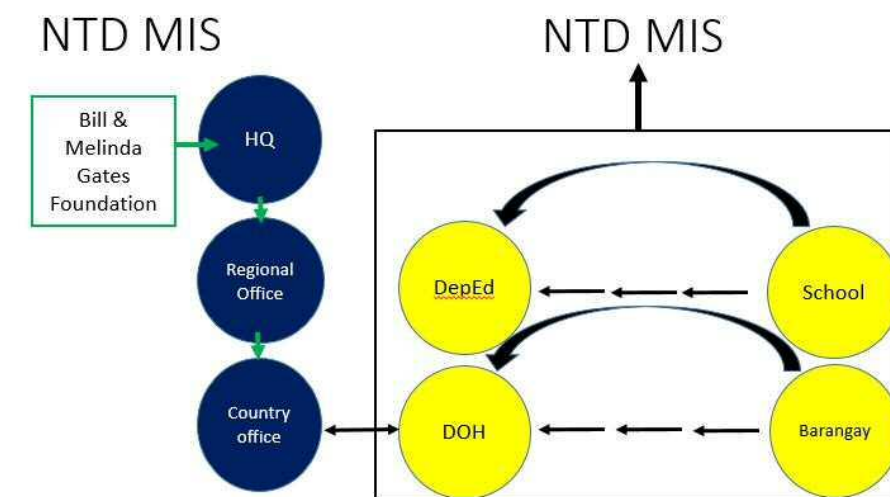 NTD MIS
NTD MIS
Bill &
Melinda
Gates
Foundation
HQ
Regional
Office
Country
office
DepEd
School
DOH
Barangay